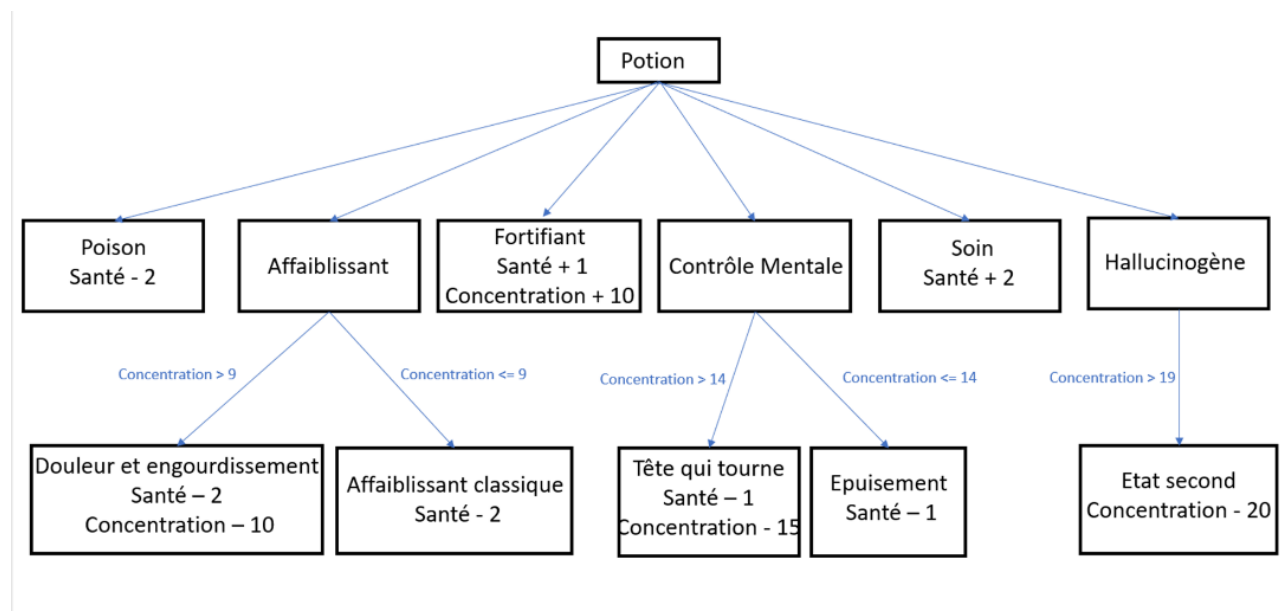 Potion
Poison
Santé - 2
Affaiblissant
Fortifiant
Santé + 1
Concentration + 10
Contrôle Mentale
Soin
Santé + 2
Hallucinogène
Concentration > 9
Concentration <= 9
Concentration > 14
Concentration <= 14
Concentration > 19
Douleur et engourdissement
Santé – 2
Concentration – 10
Affaiblissant classique
Santé - 2
Tête qui tourne
Santé – 1
Concentration - 15
Epuisement
Santé – 1
Etat second
Concentration - 20